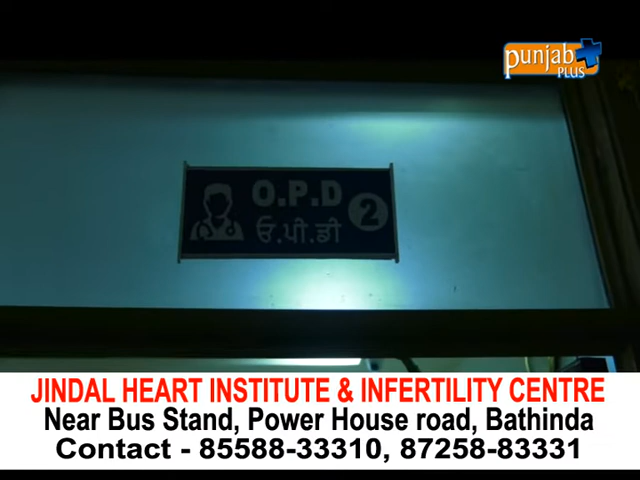 punjab
PLUS
O.P.D
ਓ.ਪੀ.ਡੀ
2
JINDAL HEART INSTITUTE & INFERTILITY CENTRE
Near Bus Stand, Power House road, Bathinda
Contact - 85588-33310, 87258-83331